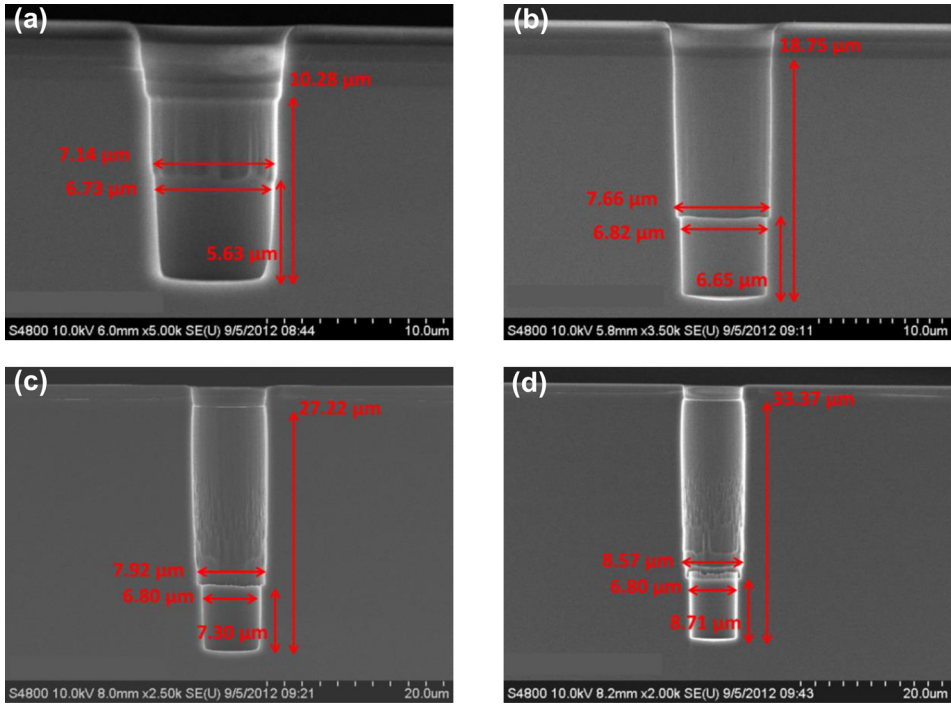 (a)
10.28 µm
7.14 µm
6.73 µm
5.63 µm
S4800 10.0kV 6.0mm x5.00k SE(U) 9/5/2012 08:44 10.0um
(b)
18.75 µm
7.66 µm
6.82 µm
6.65 µm
S4800 10.0kV 5.8mm x3.50k SE(U) 9/5/2012 09:11 10.0um
(c)
27.22 µm
7.92 µm
6.80 µm
7.30 µm
S4800 10.0kV 8.0mm x2.50k SE(U) 9/5/2012 09:21 20.0um
(d)
33.37 µm
8.57 µm
6.80 µm
8.71 µm
S4800 10.0kV 8.2mm x2.00k SE(U) 9/5/2012 09:43 20.0um